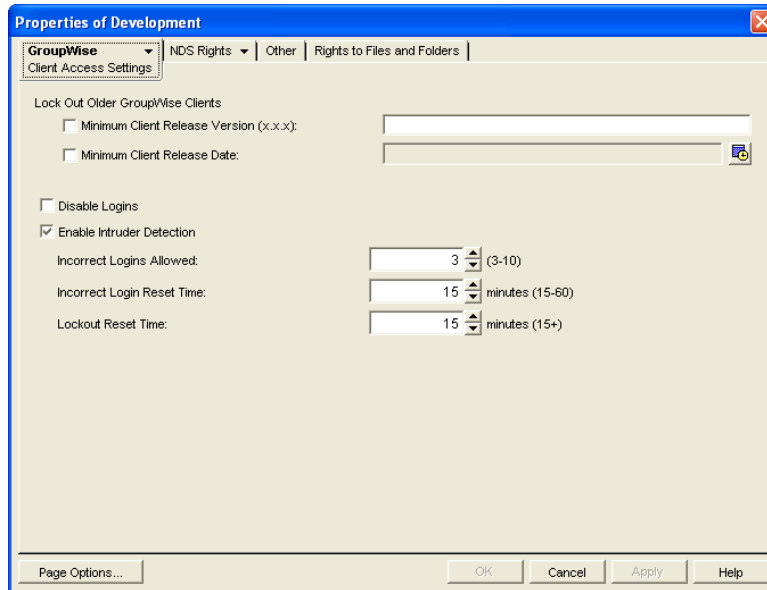 Properties of Development
GroupWise NDS Rights Other Rights to Files and Folders
Client Access Settings
Lock Out Older GroupWise Clients
Minimum Client Release Version (x.x.x):
Minimum Client Release Date:
Disable Logins
Enable Intruder Detection
Incorrect Logins Allowed: 3 (3-10)
Incorrect Login Reset Time: 15 minutes (15-60)
Lockout Reset Time: 15 minutes (15+)
Page Options... OK Cancel Apply Help